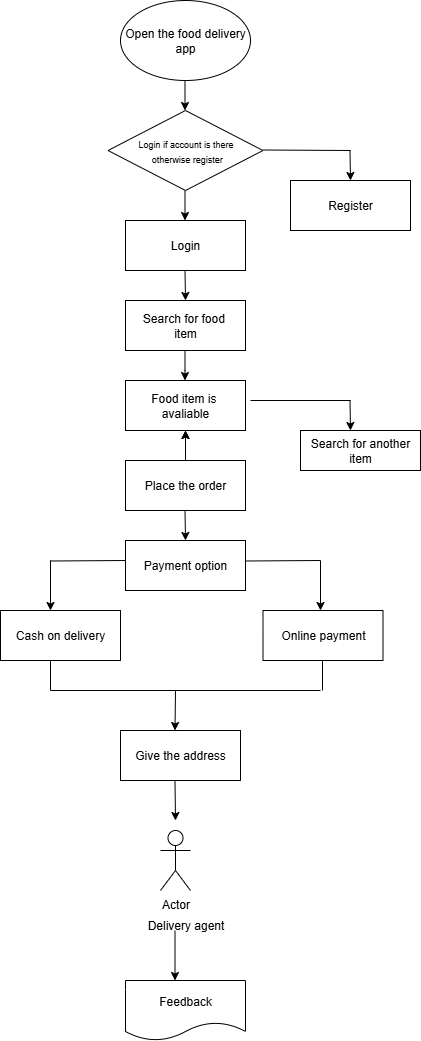 Open the food delivery
app
Login if account is there
otherwise register
Register
Login
Search for food
item
Food item is
avaliable
Search for another
item
Place the order
Payment option
Cash on delivery
Online payment
Give the address
Actor
Delivery agent
Feedback